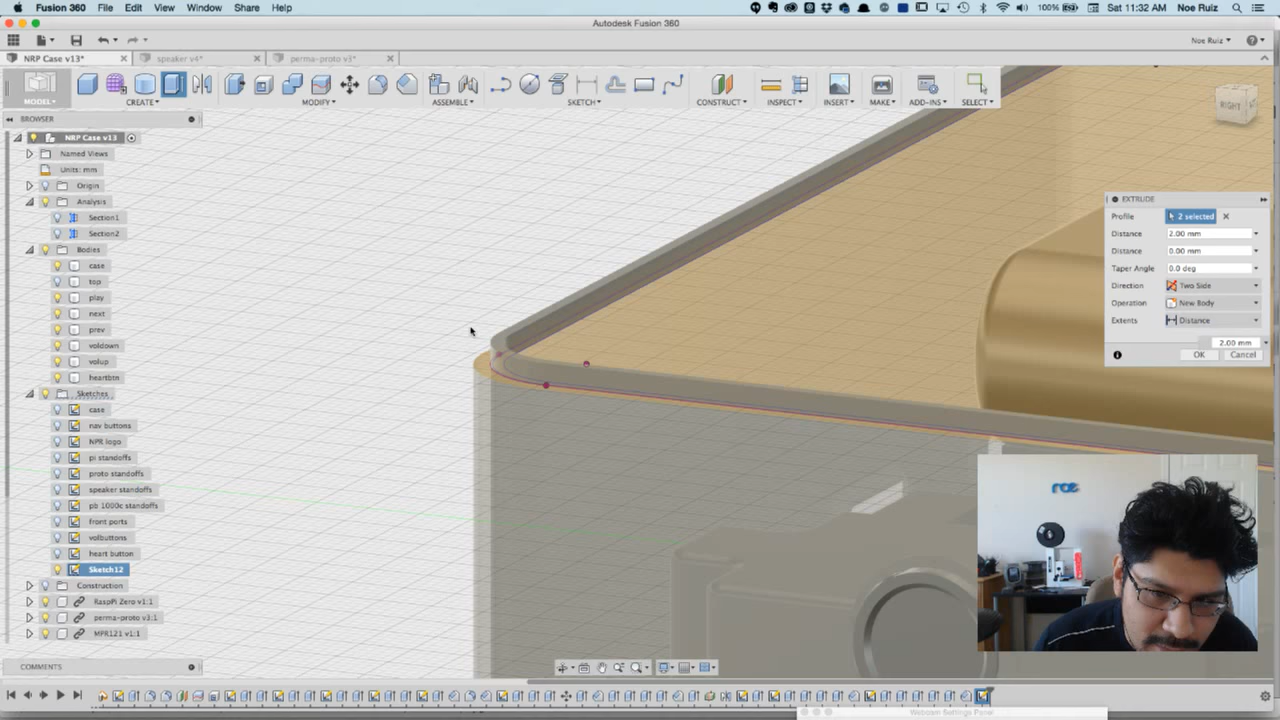 Fusion 360 File Edit View Window Share Help
100% Sat 11:32 AM Noe Ruiz
Autodesk Fusion 360
Noe Ruiz
NRP Case v13* speaker v4* perma-proto v3*
MODEL CREATE MODIFY ASSEMBLE SKETCH CONSTRUCT INSPECT INSERT MAKE ADD-INS SELECT
BROWSER
NRP Case v13
Named Views
Units: mm
Origin
Analysis
Section1
Section2
Bodies
case
top
play
next
prev
voldown
volup
heartbtn
Sketches
case
nav buttons
NPR logo
pi standoffs
proto standoffs
speaker standoffs
pb 1000c standoffs
front ports
volbuttons
heart button
Sketch12
Construction
RasPi Zero v1:1
perma-proto v3:1
MPR121 v1:1
COMMENTS
RIGHT
EXTRUDE
Profile 2 selected
Distance 2.00 mm
Distance 0.00 mm
Taper Angle 0.0 deg
Direction Two Side
Operation New Body
Extents Distance
2.00 mm
OK Cancel
noe
Webcam Settings Panel